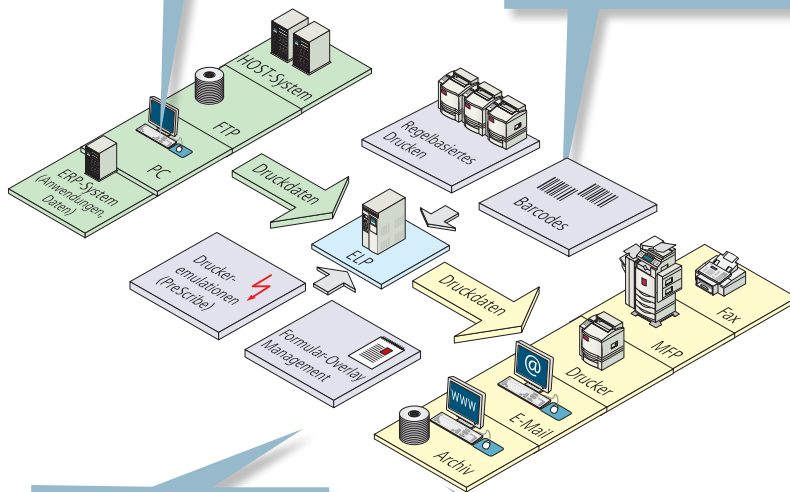 HOST-System
FTP
PC
ERP-System
(Anwendungen,
Daten)
Druckdaten
Regelbasiertes
Drucken
Barcodes
ELP
Drucker-
emulationen
(PreScribe)
Formular-Overlay
Management
Druckdaten
Fax
MFP
Drucker
@
E-Mail
WWW
Archiv